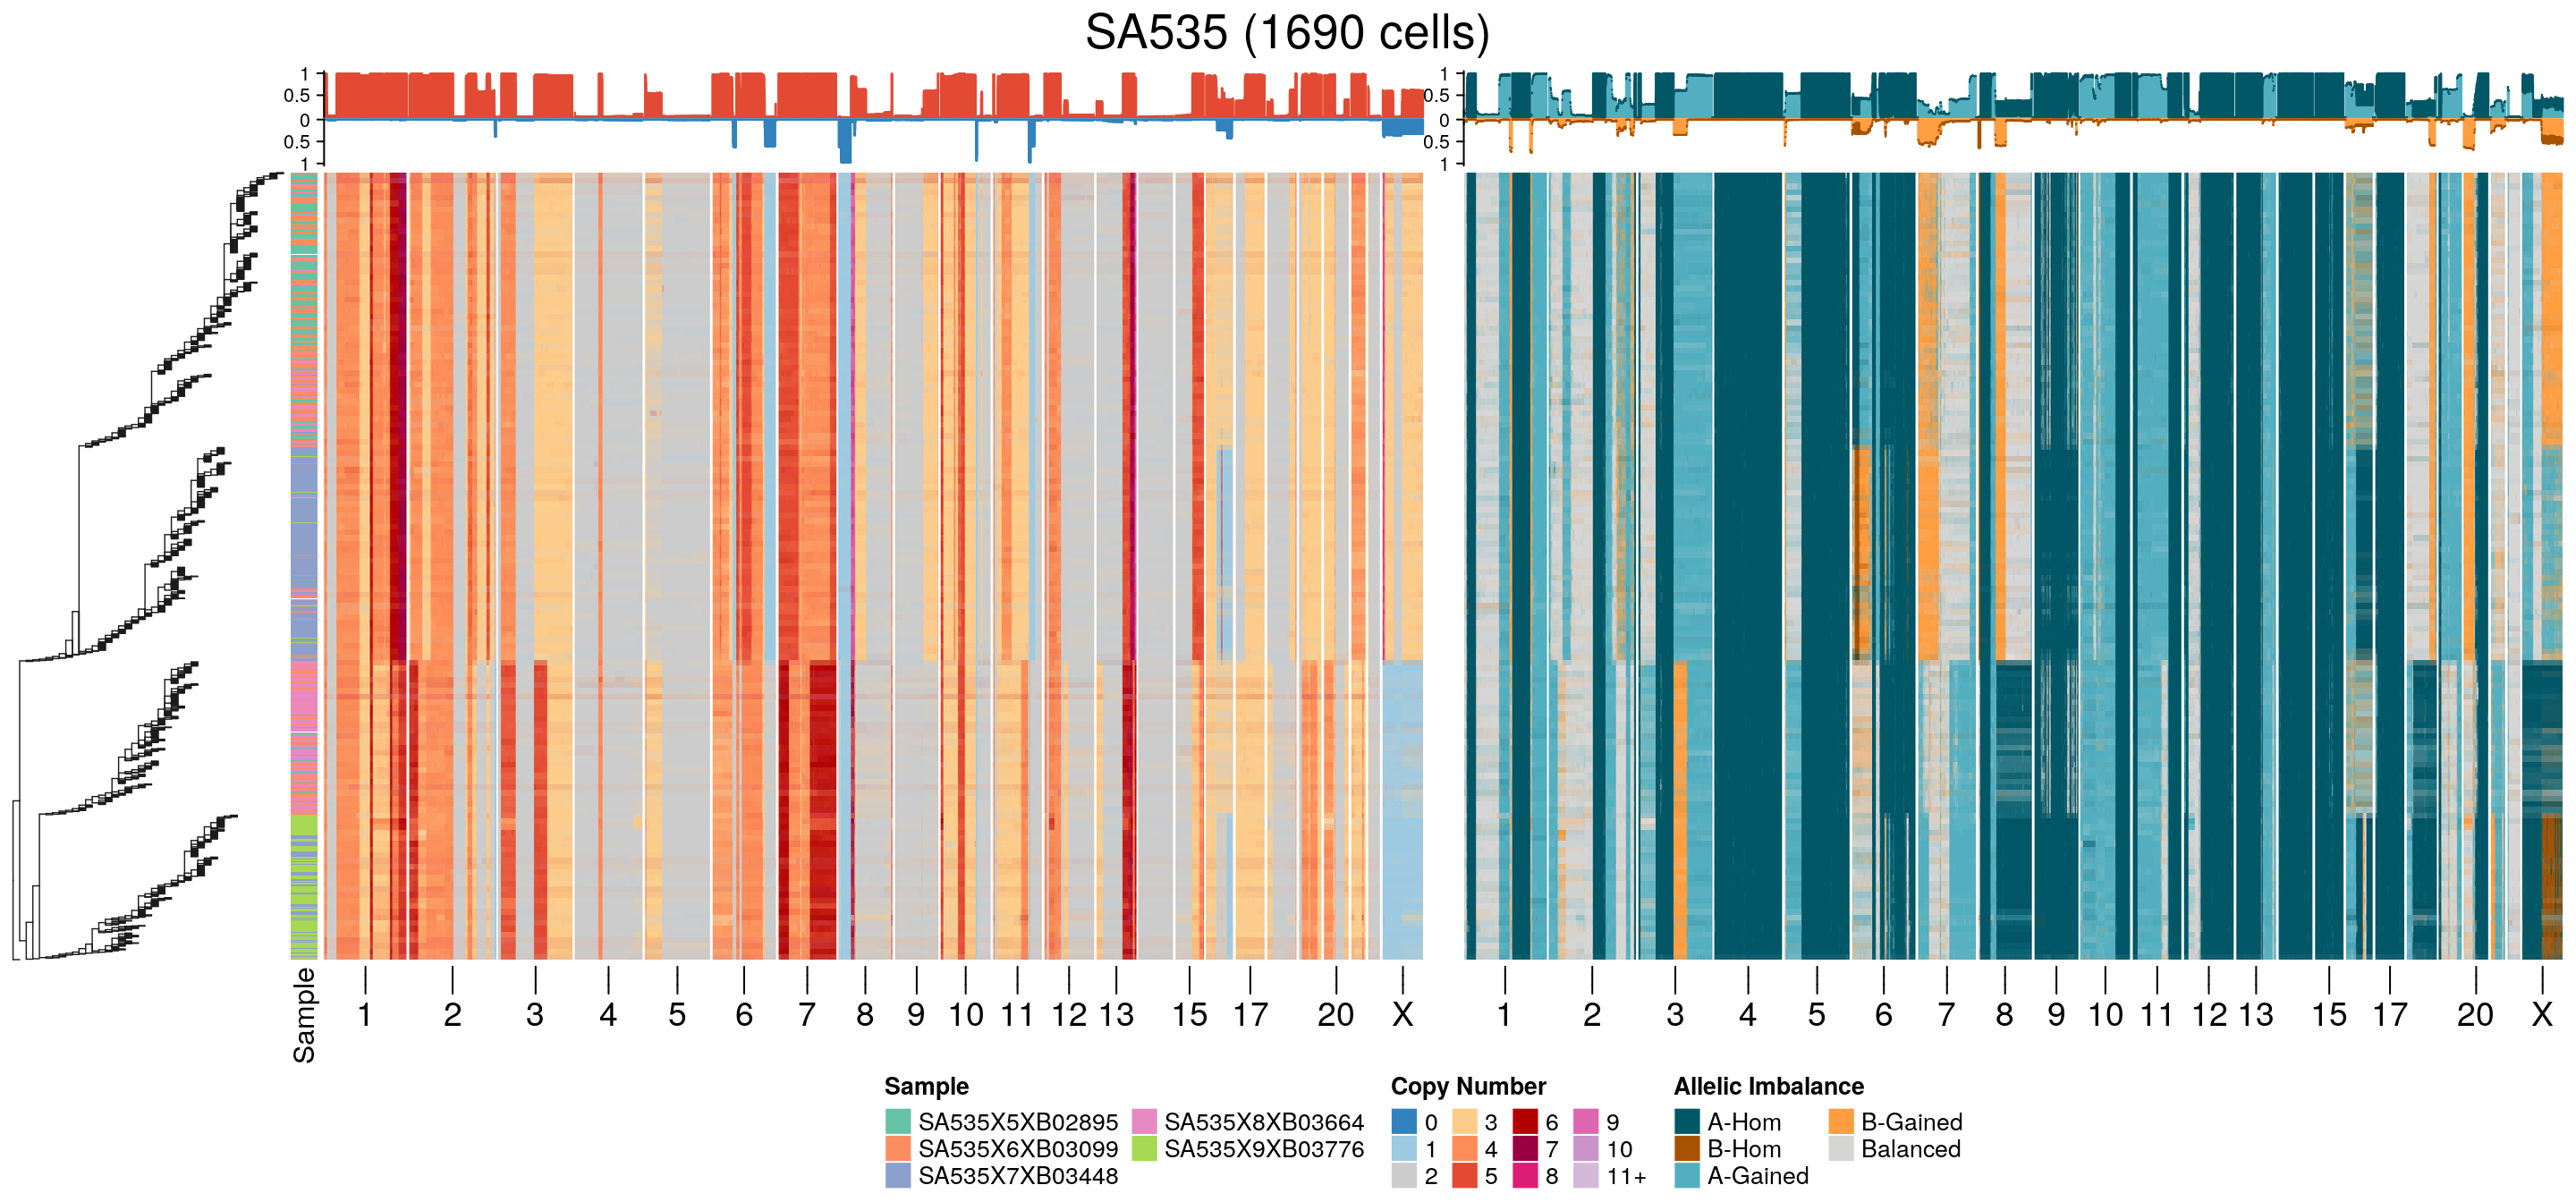 SA535 (1690 cells)
1
0.5
0
0.5
1
1
0.5
0
0.5
1
Sample
1 2 3 4 5 6 7 8 9 10 11 12 13 15 17 20 X
1 2 3 4 5 6 7 8 9 10 11 12 13 15 17 20 X
Sample
SA535X5XB02895
SA535X6XB03099
SA535X7XB03448
SA535X8XB03664
SA535X9XB03776
Copy Number
0
1
2
3
4
5
6
7
8
9
10
11+
Allelic Imbalance
A-Hom
B-Hom
A-Gained
B-Gained
Balanced